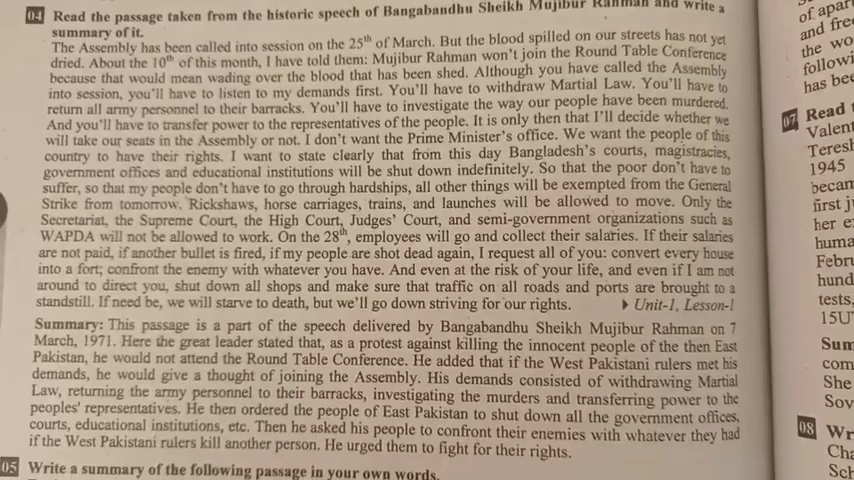 04 Read the passage taken from the historic speech of Bangabandhu Sheikh Mujibur Rahman and write a
summary of it.
The Assembly has been called into session on the 25th of March. But the blood spilled on our streets has not yet
dried. About the 10th of this month, I have told them: Mujibur Rahman won't join the Round Table Conference
because that would mean wading over the blood that has been shed. Although you have called the Assembly
into session, you'll have to listen to my demands first. You'll have to withdraw Martial Law. You'll have to
return all army personnel to their barracks. You'll have to investigate the way our people have been murdered.
And you'll have to transfer power to the representatives of the people. It is only then that I'll decide whether we
will take our seats in the Assembly or not. I don't want the Prime Minister's office. We want the people of this
country to have their rights. I want to state clearly that from this day Bangladesh's courts, magistracies,
government offices and educational institutions will be shut down indefinitely. So that the poor don't have to
suffer, so that my people don't have to go through hardships, all other things will be exempted from the General
Strike from tomorrow. Rickshaws, horse carriages, trains, and launches will be allowed to move. Only the
Secretariat, the Supreme Court, the High Court, Judges' Court, and semi-government organizations such as
WAPDA will not be allowed to work. On the 28th, employees will go and collect their salaries. If their salaries
are not paid, if another bullet is fired, if my people are shot dead again, I request all of you: convert every house
into a fort; confront the enemy with whatever you have. And even at the risk of your life, and even if I am not
around to direct you, shut down all shops and make sure that traffic on all roads and ports are brought to a
standstill. If need be, we will starve to death, but we'll go down striving for our rights. Unit-1, Lesson-1
Summary: This passage is a part of the speech delivered by Bangabandhu Sheikh Mujibur Rahman on 7
March, 1971. Here the great leader stated that, as a protest against killing the innocent people of the then East
Pakistan, he would not attend the Round Table Conference. He added that if the West Pakistani rulers met his
demands, he would give a thought of joining the Assembly. His demands consisted of withdrawing Martial
Law, returning the army personnel to their barracks, investigating the murders and transferring power to the
peoples' representatives. He then ordered the people of East Pakistan to shut down all the government offices,
courts, educational institutions, etc. Then he asked his people to confront their enemies with whatever they had
if the West Pakistani rulers kill another person. He urged them to fight for their rights.
05 Write a summary of the following passage in your own words.
of apar
and free
the wo
followi
has bee
07 Read t
Valent
Teresh
1945
becam
first ju
her e
huma
Febru
hund
tests,
15U
Sum
com
She
Sov
08 Wr
Cha
Sch